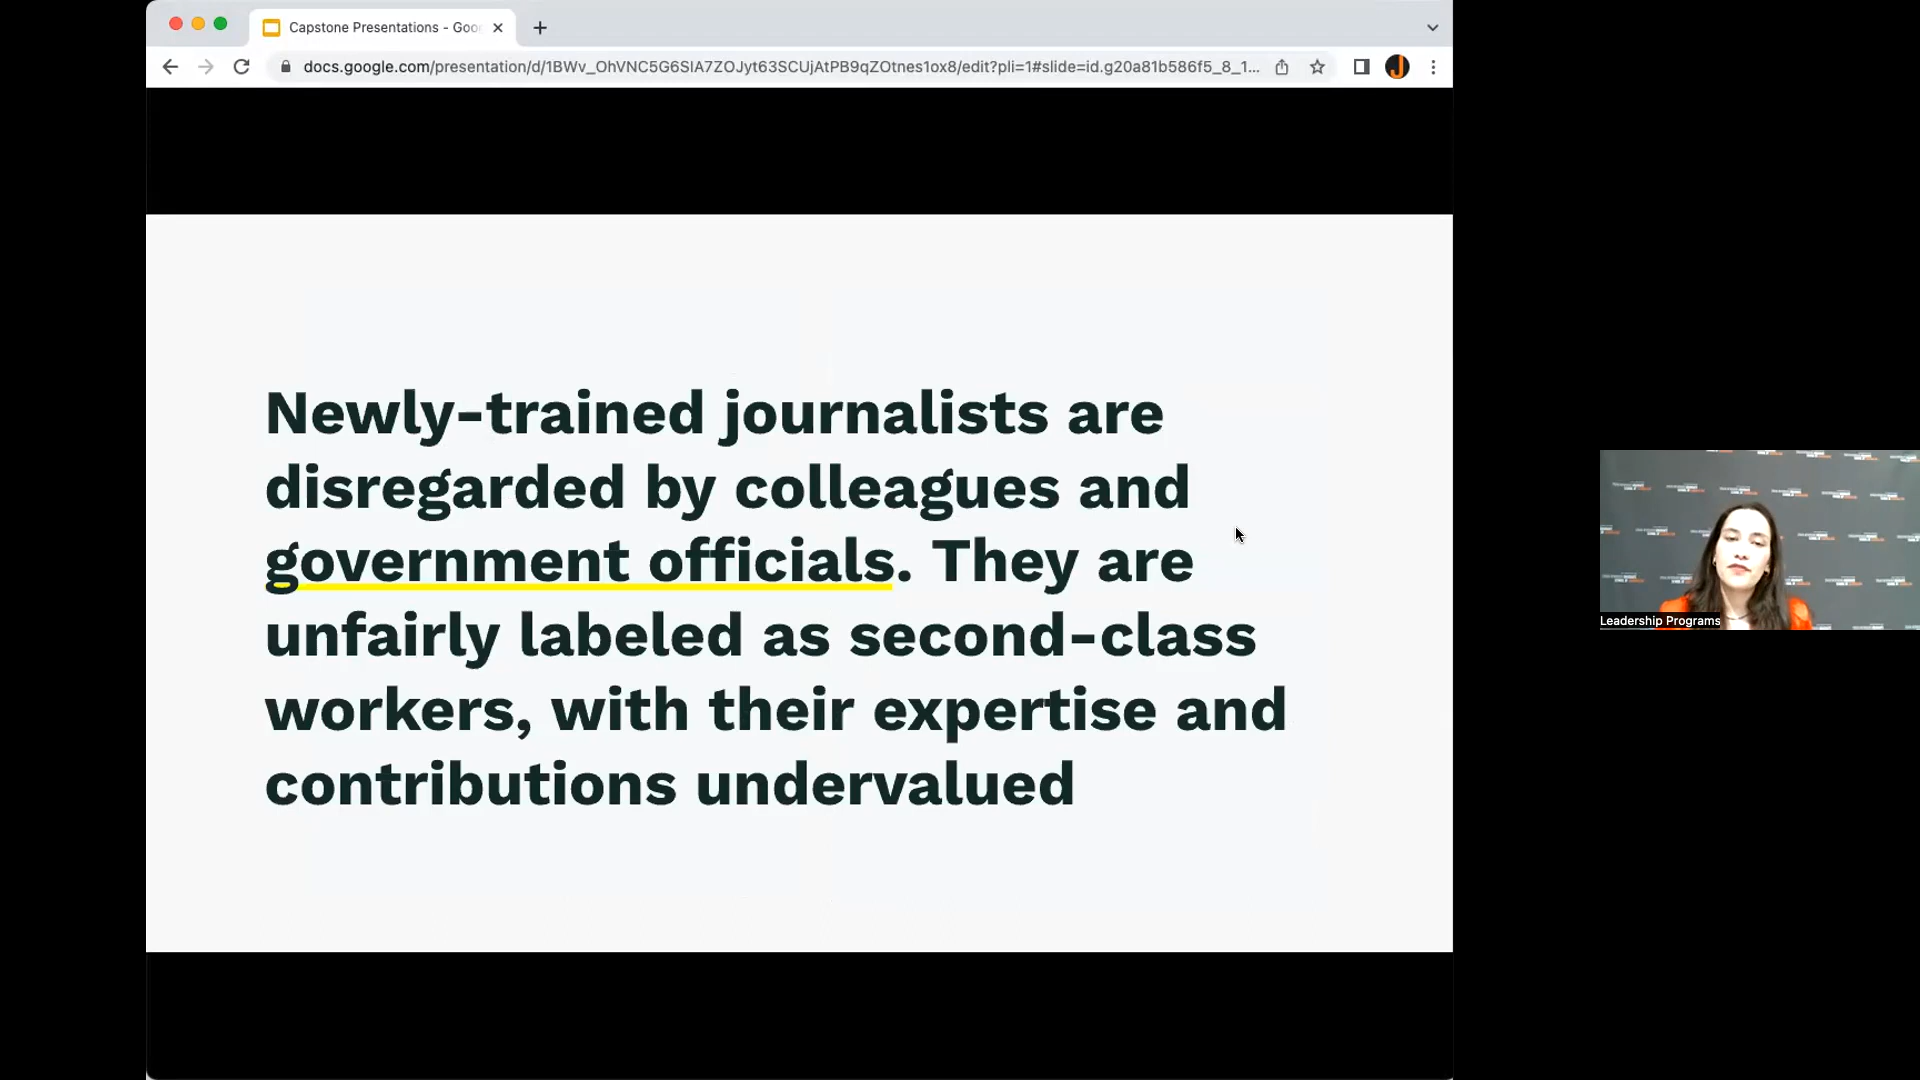 Capstone Presentations - Goo
docs.google.com/presentation/d/1BWv_OhVNC5G6SlA7ZOJyt63SCUjAtPB9qZOtnes1ox8/edit?pli=1#slide=id.g20a81b586f5_8_1...
Newly-trained journalists are
disregarded by colleagues and
government officials. They are
unfairly labeled as second-class
workers, with their expertise and
contributions undervalued
Leadership Programs